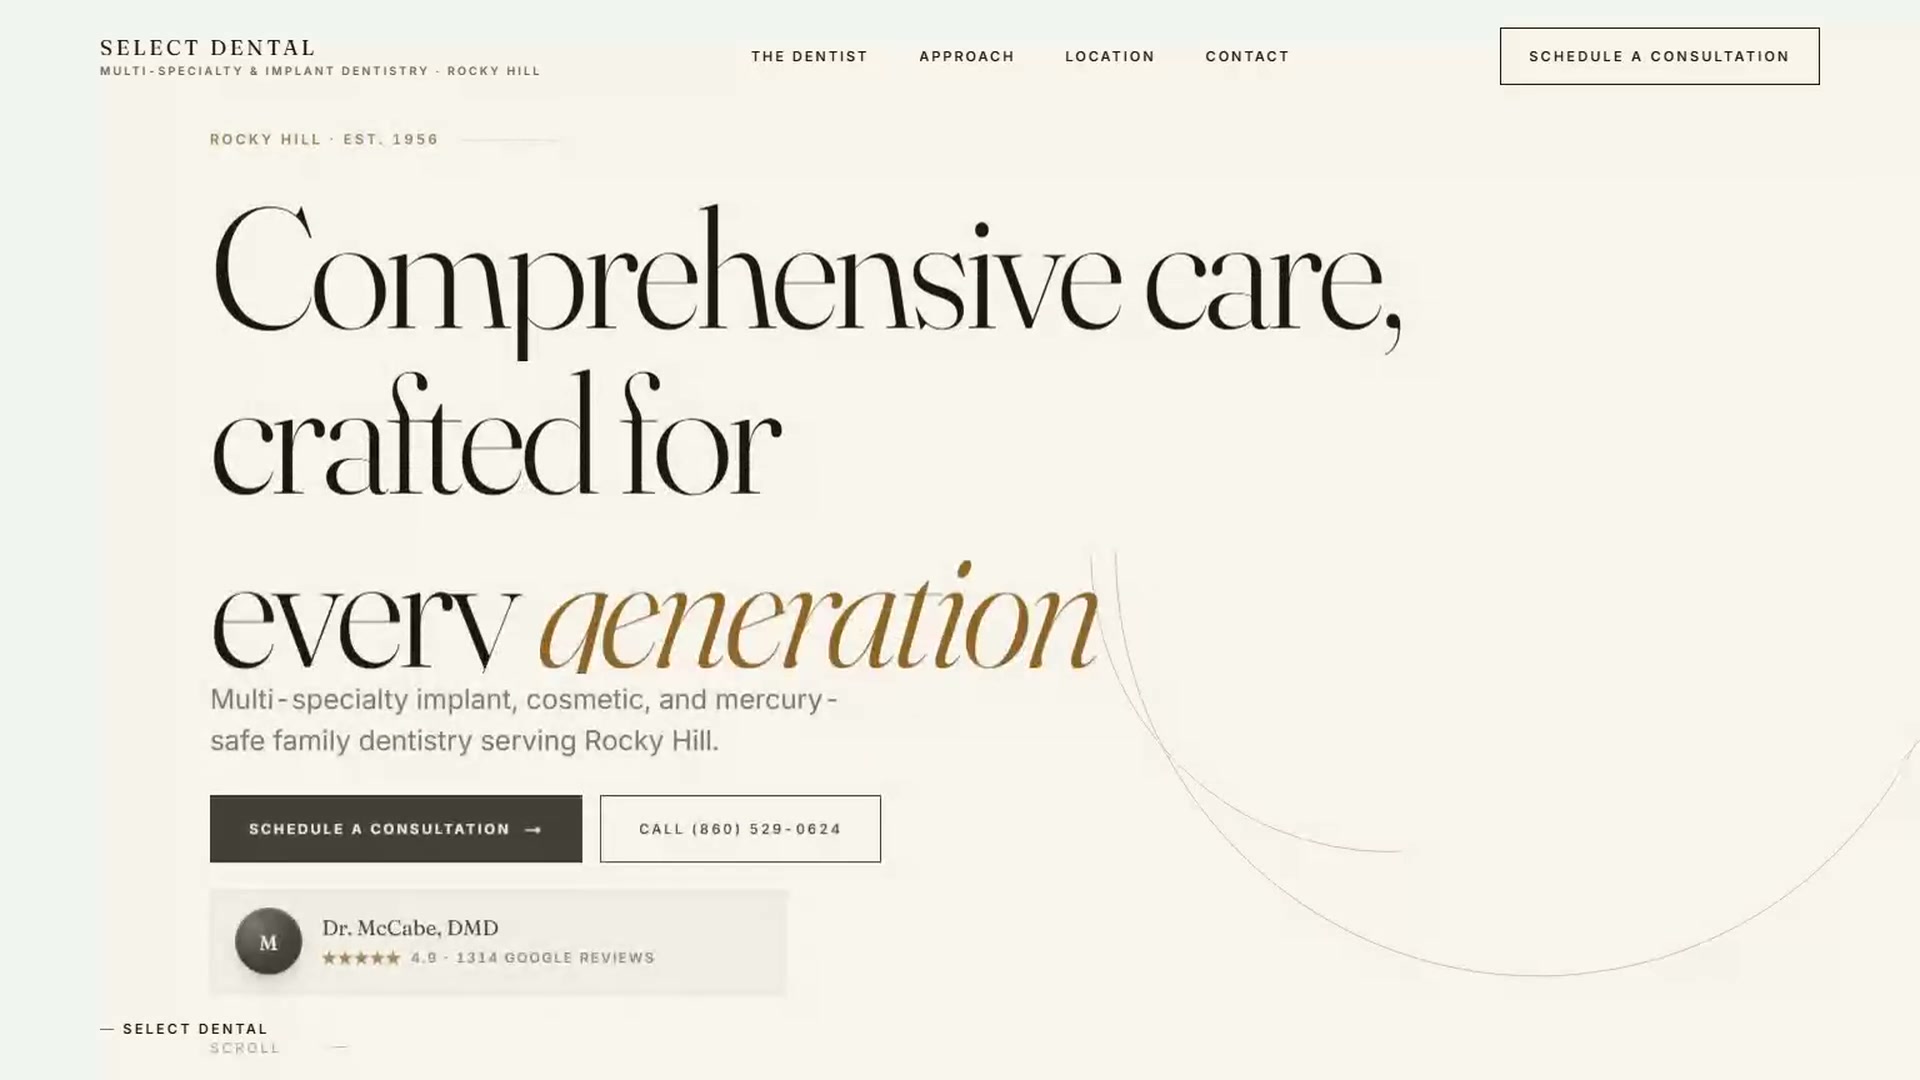 SELECT DENTAL
MULTI-SPECIALTY & IMPLANT DENTISTRY · ROCKY HILL
THE DENTIST
APPROACH
LOCATION
CONTACT
SCHEDULE A CONSULTATION
ROCKY HILL · EST. 1956
Comprehensive care,
crafted for
every generation
Multi-specialty implant, cosmetic, and mercury-
safe family dentistry serving Rocky Hill.
SCHEDULE A CONSULTATION →
CALL (860) 529-0624
M
Dr. McCabe, DMD
★★★★★ 4.9 · 1314 GOOGLE REVIEWS
— SELECT DENTAL
SCROLL —